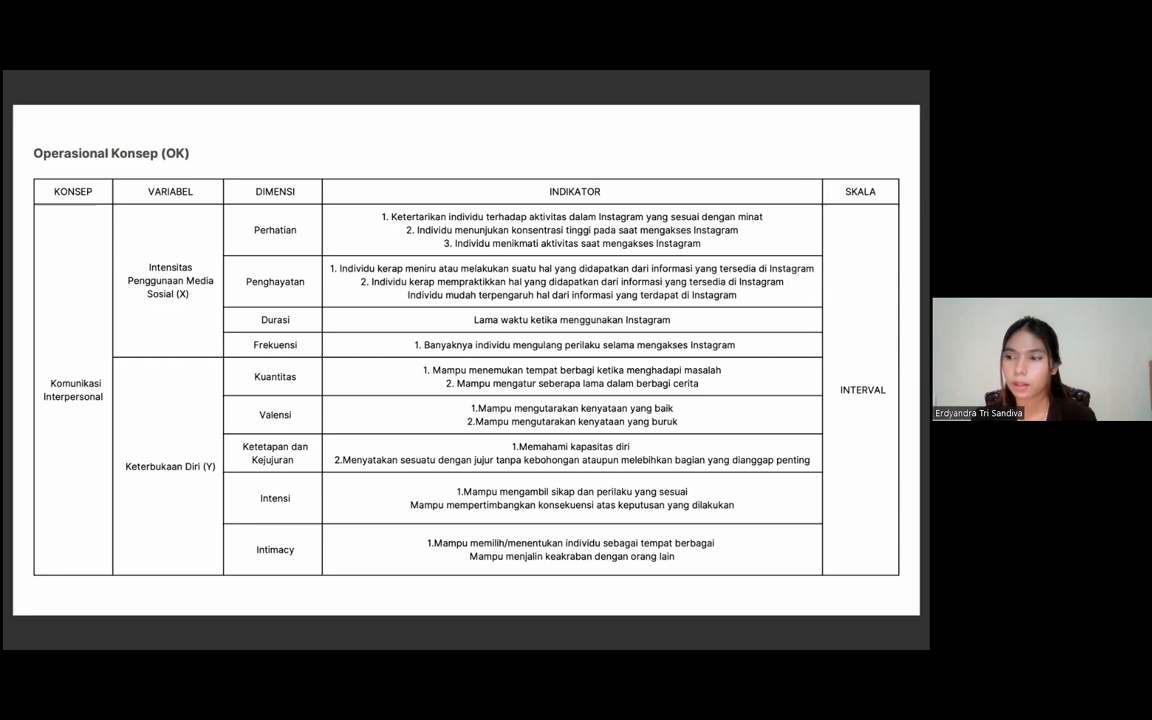 Operasional Konsep (OK)
KONSEP VARIABEL DIMENSI INDIKATOR SKALA
Komunikasi
Interpersonal
Intensitas
Penggunaan Media
Sosial (X)
Perhatian
1. Ketertarikan individu terhadap aktivitas dalam Instagram yang sesuai dengan minat
2. Individu menunjukan konsentrasi tinggi pada saat mengakses Instagram
3. Individu menikmati aktivitas saat mengakses Instagram
Penghayatan
1. Individu kerap meniru atau melakukan suatu hal yang didapatkan dari informasi yang tersedia di Instagram
2. Individu kerap mempraktikkan hal yang didapatkan dari informasi yang tersedia di Instagram
Individu mudah terpengaruh hal dari informasi yang terdapat di Instagram
Durasi
Lama waktu ketika menggunakan Instagram
Frekuensi
1. Banyaknya individu mengulang perilaku selama mengakses Instagram
Keterbukaan Diri (Y)
Kuantitas
1. Mampu menemukan tempat berbagi ketika menghadapi masalah
2. Mampu mengatur seberapa lama dalam berbagi cerita
Valensi
1.Mampu mengutarakan kenyataan yang baik
2.Mampu mengutarakan kenyataan yang buruk
Ketetapan dan
Kejujuran
1.Memahami kapasitas diri
2.Menyatakan sesuatu dengan jujur tanpa kebohongan ataupun melebihkan bagian yang dianggap penting
Intensi
1.Mampu mengambil sikap dan perilaku yang sesuai
Mampu mempertimbangkan konsekuensi atas keputusan yang dilakukan
Intimacy
1.Mampu memilih/menentukan individu sebagai tempat berbagai
Mampu menjalin keakraban dengan orang lain
INTERVAL
Erdyandra Tri Sandiva